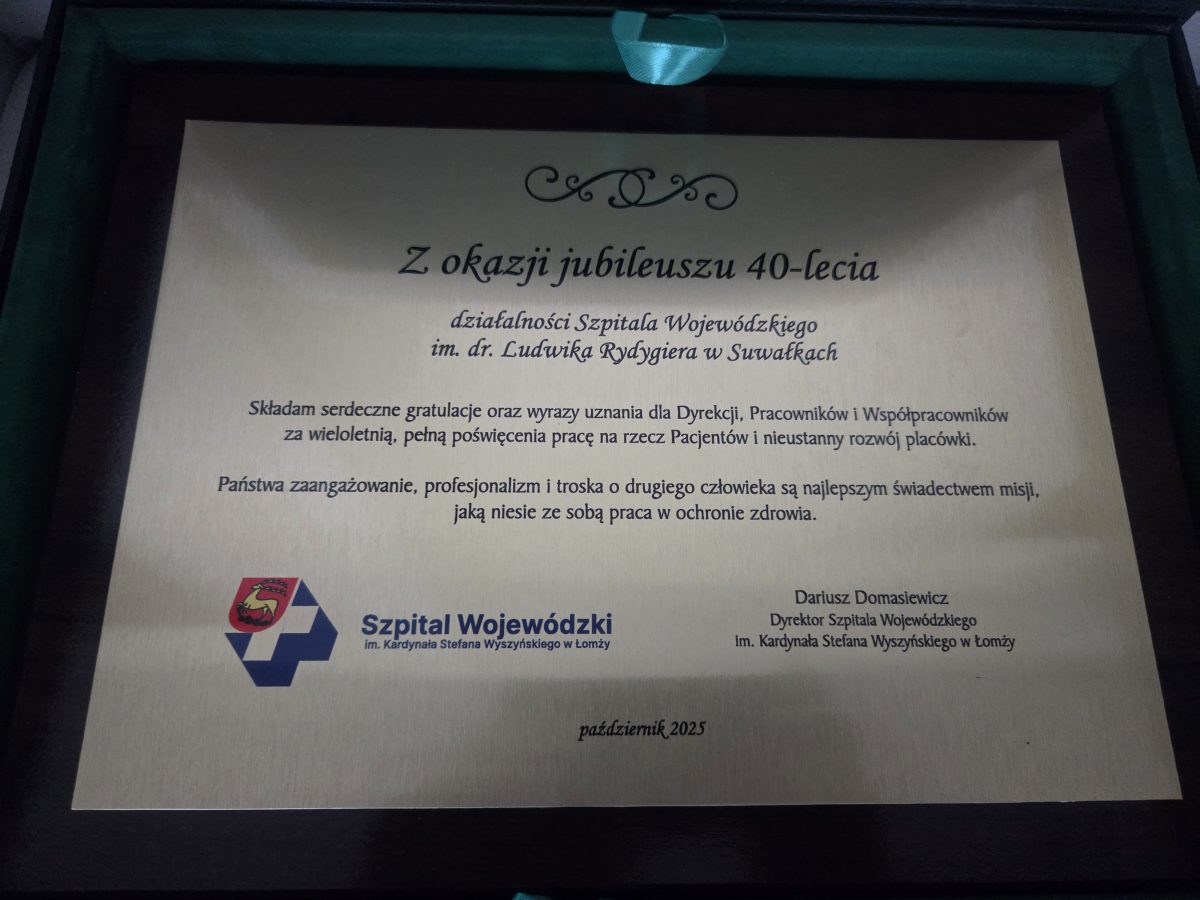 Z okazji jubileuszu 40-lecia
działalności Szpitala Wojewódzkiego
im. dr. Ludwika Rydygiera w Suwałkach
Składam serdeczne gratulacje oraz wyrazy uznania dla Dyrekcji, Pracowników i Współpracowników
za wieloletnią, pełną poświęcenia pracę na rzecz Pacjentów i nieustanny rozwój placówki.
Państwa zaangażowanie, profesjonalizm i troska o drugiego człowieka są najlepszym świadectwem misji,
jaką niesie ze sobą praca w ochronie zdrowia.
Szpital Wojewódzki
im. Kardynała Stefana Wyszyńskiego w Łomży
Dariusz Domasiewicz
Dyrektor Szpitala Wojewódzkiego
im. Kardynała Stefana Wyszyńskiego w Łomży
październik 2025